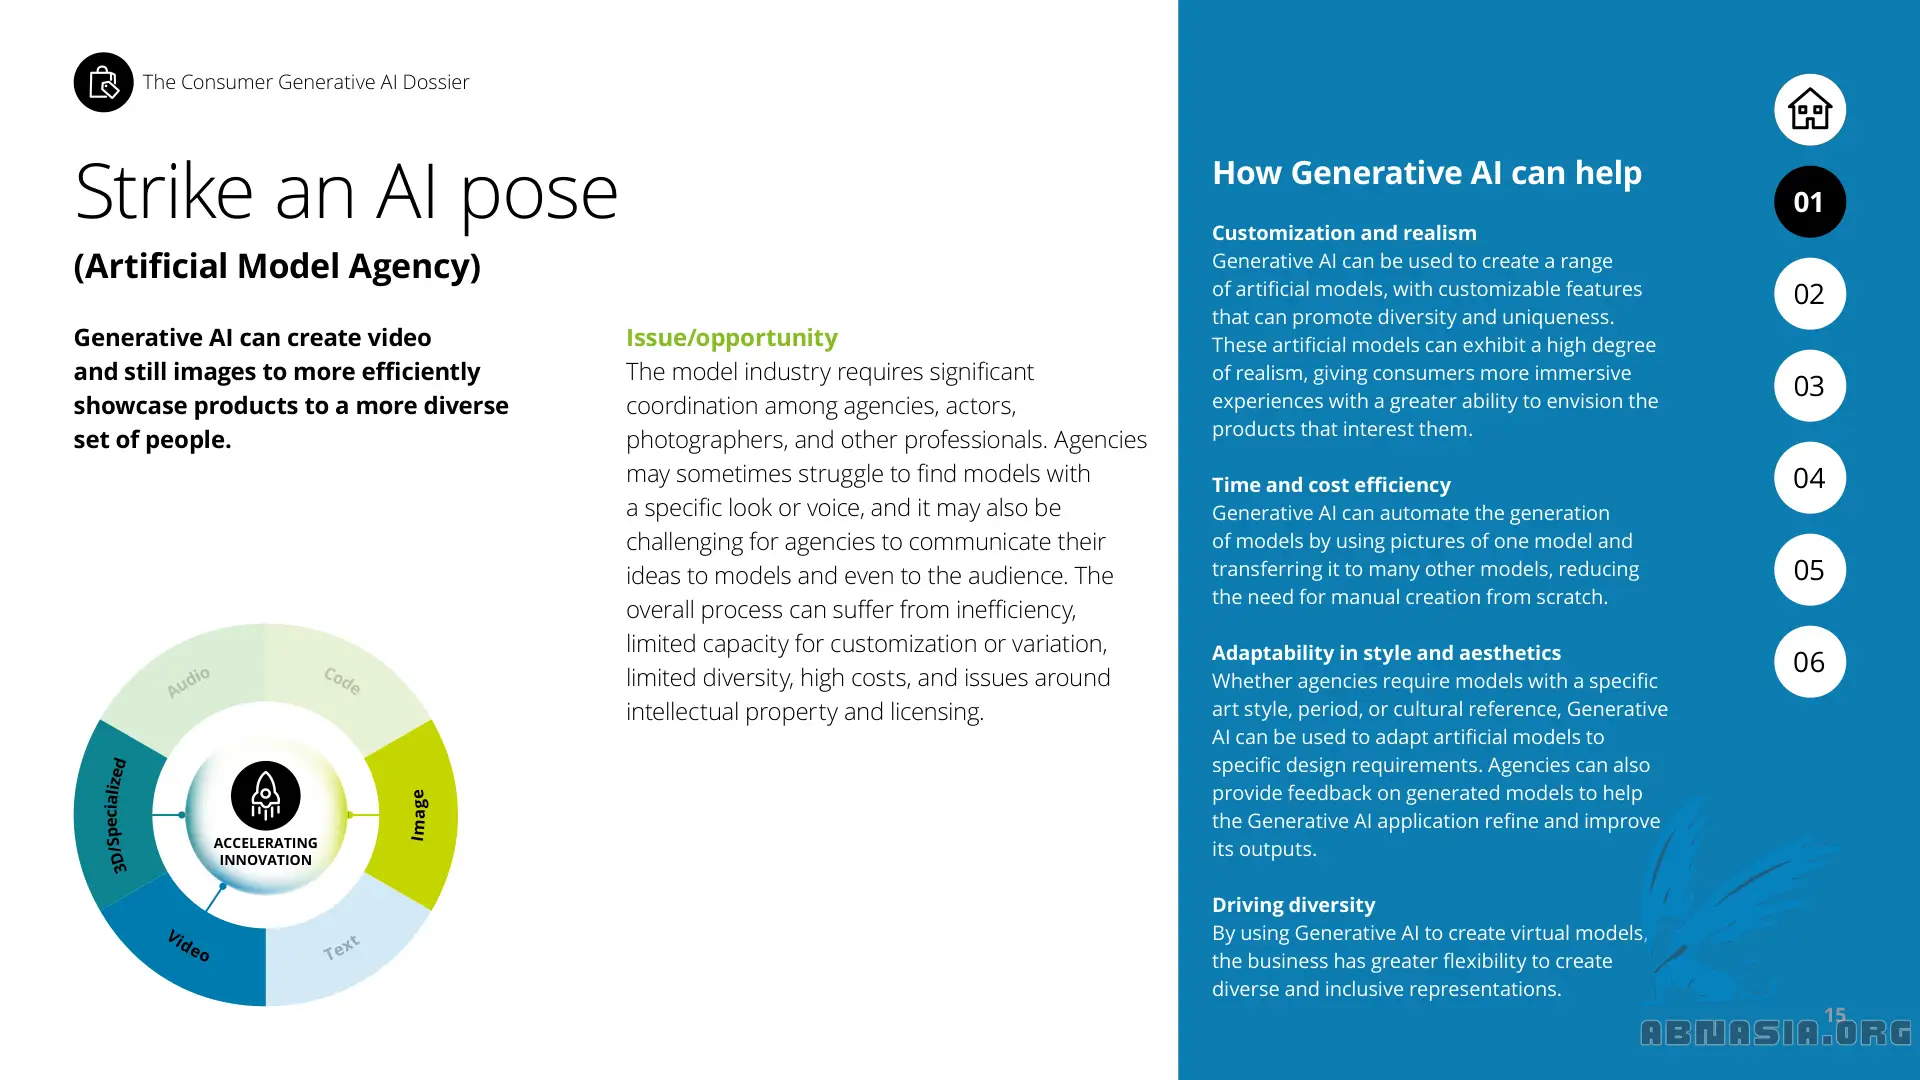 The Consumer Generative AI Dossier
Strike an AI pose
(Artificial Model Agency)
Generative AI can create video
and still images to more efficiently
showcase products to a more diverse
set of people.
Audio
Code
3D/Specialized
Image
ACCELERATING
INNOVATION
Video
Text
Issue/opportunity
The model industry requires significant
coordination among agencies, actors,
photographers, and other professionals. Agencies
may sometimes struggle to find models with
a specific look or voice, and it may also be
challenging for agencies to communicate their
ideas to models and even to the audience. The
overall process can suffer from inefficiency,
limited capacity for customization or variation,
limited diversity, high costs, and issues around
intellectual property and licensing.
How Generative AI can help
Customization and realism
Generative AI can be used to create a range
of artificial models, with customizable features
that can promote diversity and uniqueness.
These artificial models can exhibit a high degree
of realism, giving consumers more immersive
experiences with a greater ability to envision the
products that interest them.
Time and cost efficiency
Generative AI can automate the generation
of models by using pictures of one model and
transferring it to many other models, reducing
the need for manual creation from scratch.
Adaptability in style and aesthetics
Whether agencies require models with a specific
art style, period, or cultural reference, Generative
AI can be used to adapt artificial models to
specific design requirements. Agencies can also
provide feedback on generated models to help
the Generative AI application refine and improve
its outputs.
Driving diversity
By using Generative AI to create virtual models,
the business has greater flexibility to create
diverse and inclusive representations.
01
02
03
04
05
06
15
ABNASIA.ORG